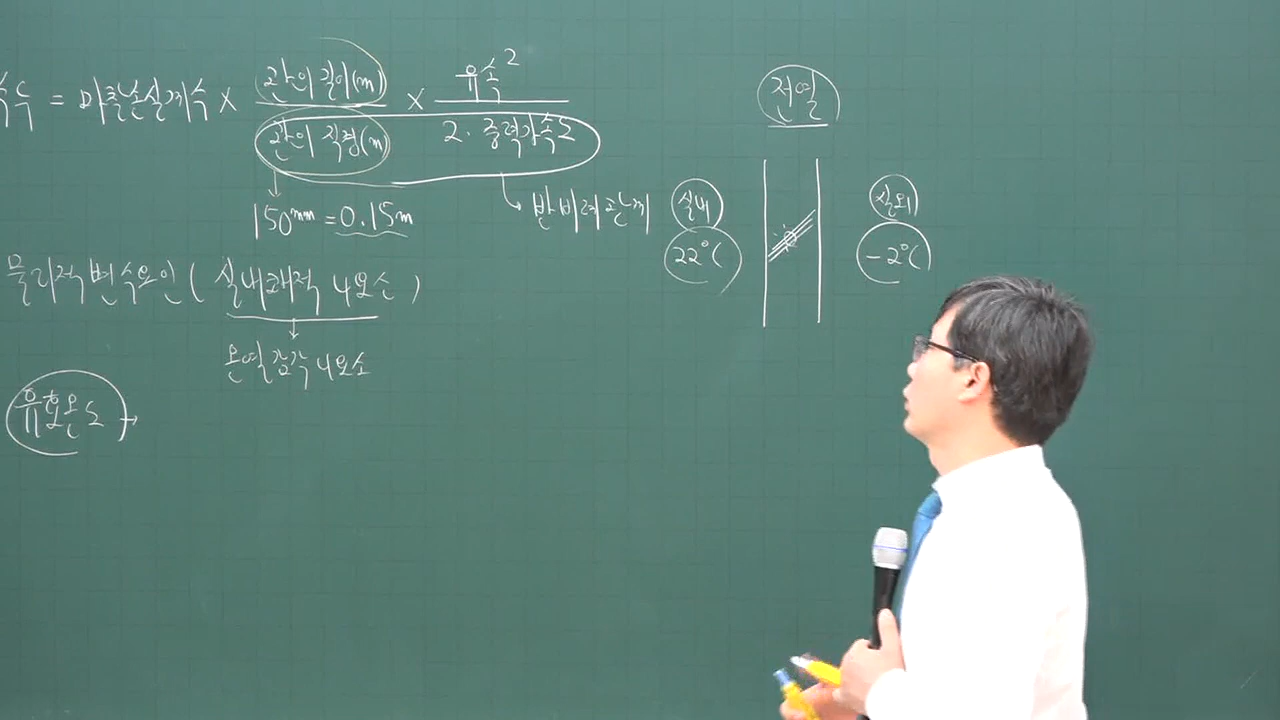 수두 = 마찰손실계수 × 관의 길이(m) / 관의 직경(m) × 유속² / 2·중력가속도
150mm = 0.15m
반비례관계
물리적변수요인 ( 실내쾌적 4요소 )
온열감각 4요소
유효온도 →
전열
실내
실외
22°C
-2°C